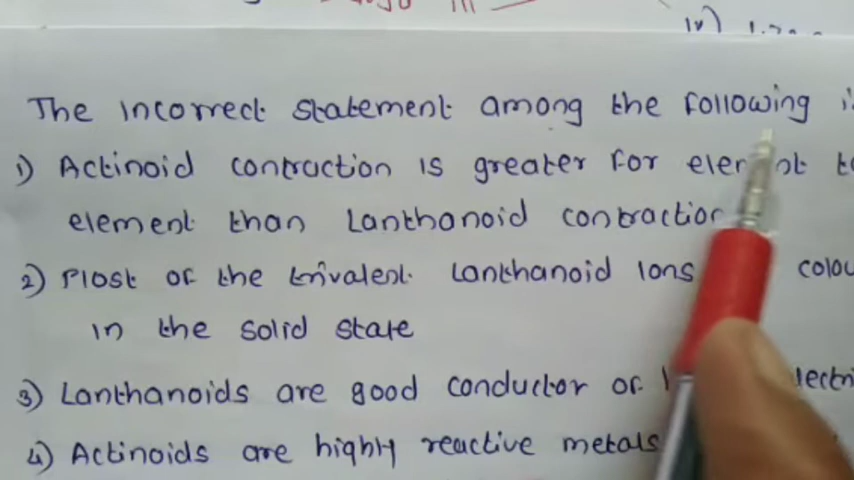 The incorrect statement among the following
1) Actinoid contraction is greater for
element than Lanthanoid contraction
2) Most of the trivalent Lanthanoid Ions
in the solid state
3) Lanthanoids are good conductor of
4) Actinoids are highly reactive metals